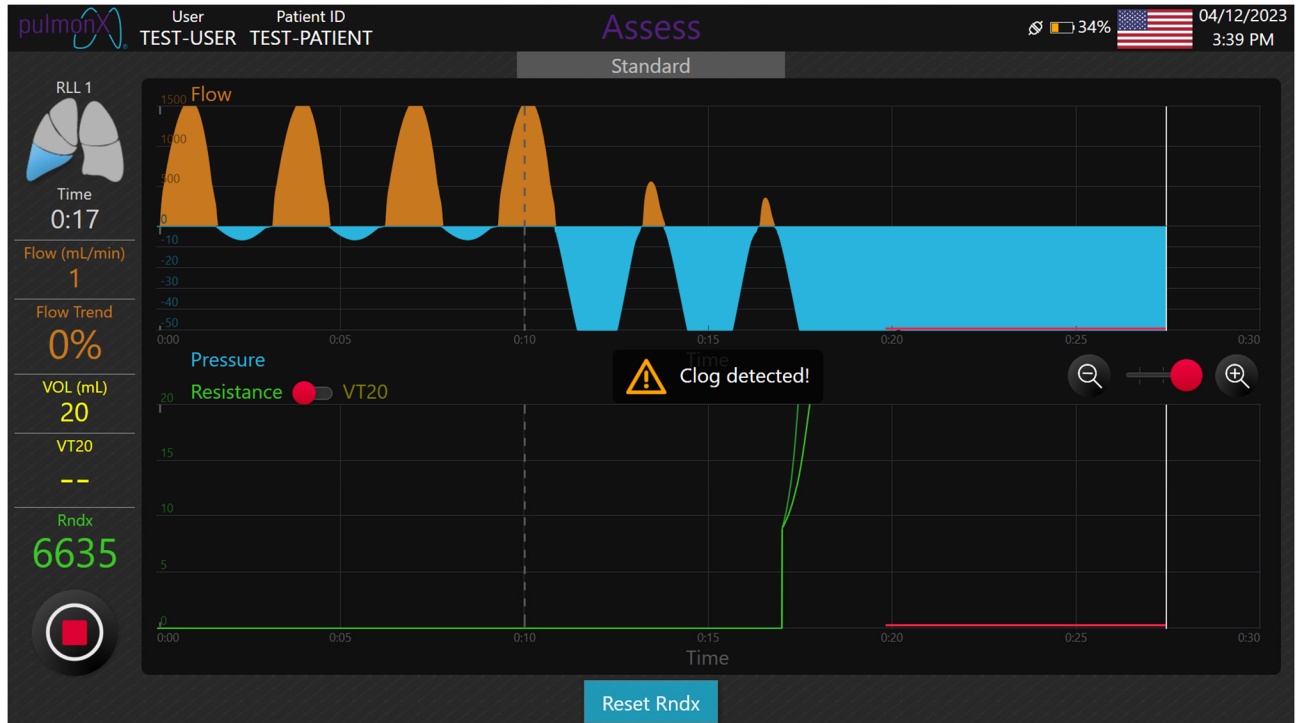 pulmonX®
User
TEST-USER
Patient ID
TEST-PATIENT
Assess
34%
04/12/2023
3:39 PM
Standard
RLL 1
Time
0:17
Flow (mL/min)
1
Flow Trend
0%
VOL (mL)
20
VT20
--
Rndx
6635
Flow
1500
1000
500
0
-10
-20
-30
-40
-50
0:00 0:05 0:10 0:15 0:20 0:25 0:30
Time
Pressure
Clog detected!
Resistance VT20
20
15
10
5
0
0:00 0:05 0:10 0:15 0:20 0:25 0:30
Time
Reset Rndx